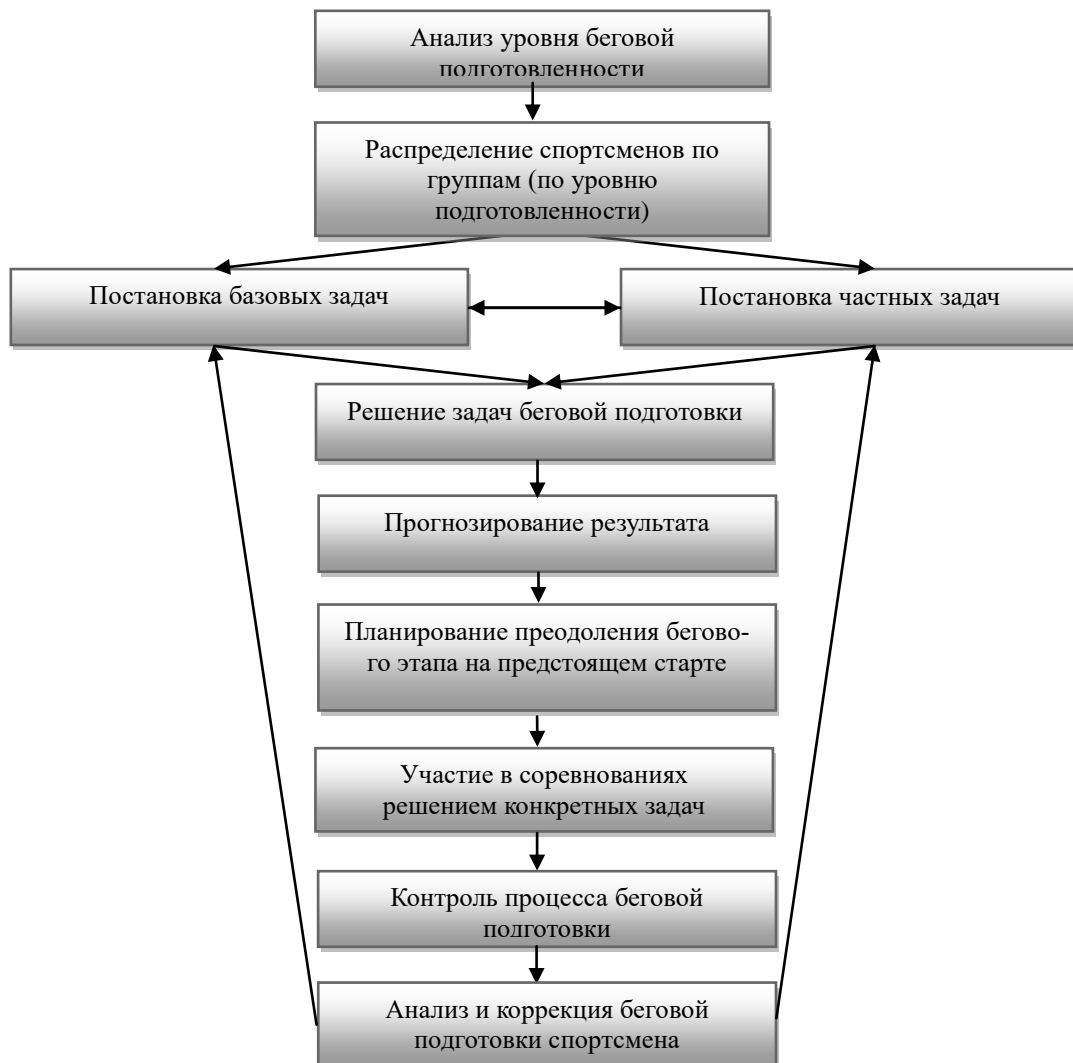 Анализ уровня беговой
подготовленности
Распределение спортсменов по
группам (по уровню
подготовленности)
Постановка базовых задач
Постановка частных задач
Решение задач беговой подготовки
Прогнозирование результата
Планирование преодоления бегово-
го этапа на предстоящем старте
Участие в соревнованиях
решением конкретных задач
Контроль процесса беговой
подготовки
Анализ и коррекция беговой
подготовки спортсмена